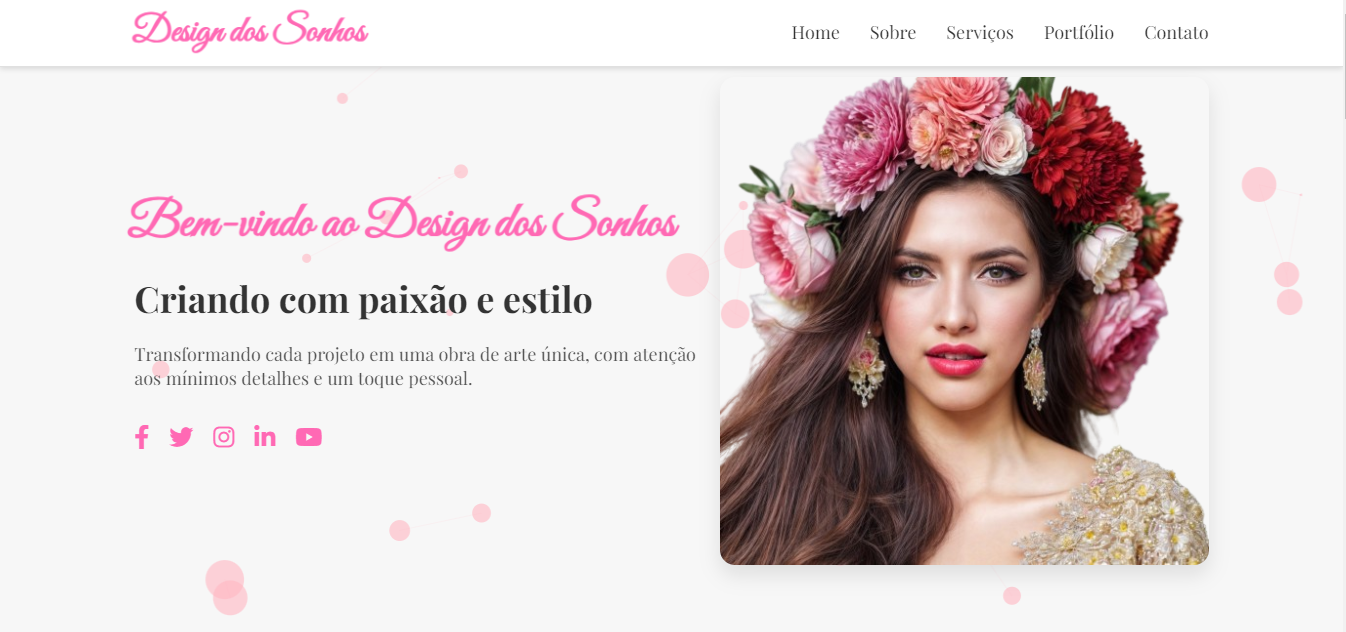 Design dos Sonhos
Home Sobre Serviços Portfólio Contato
Bem-vindo ao Design dos Sonhos
Criando com paixão e estilo
Transformando cada projeto em uma obra de arte única, com atenção
aos mínimos detalhes e um toque pessoal.